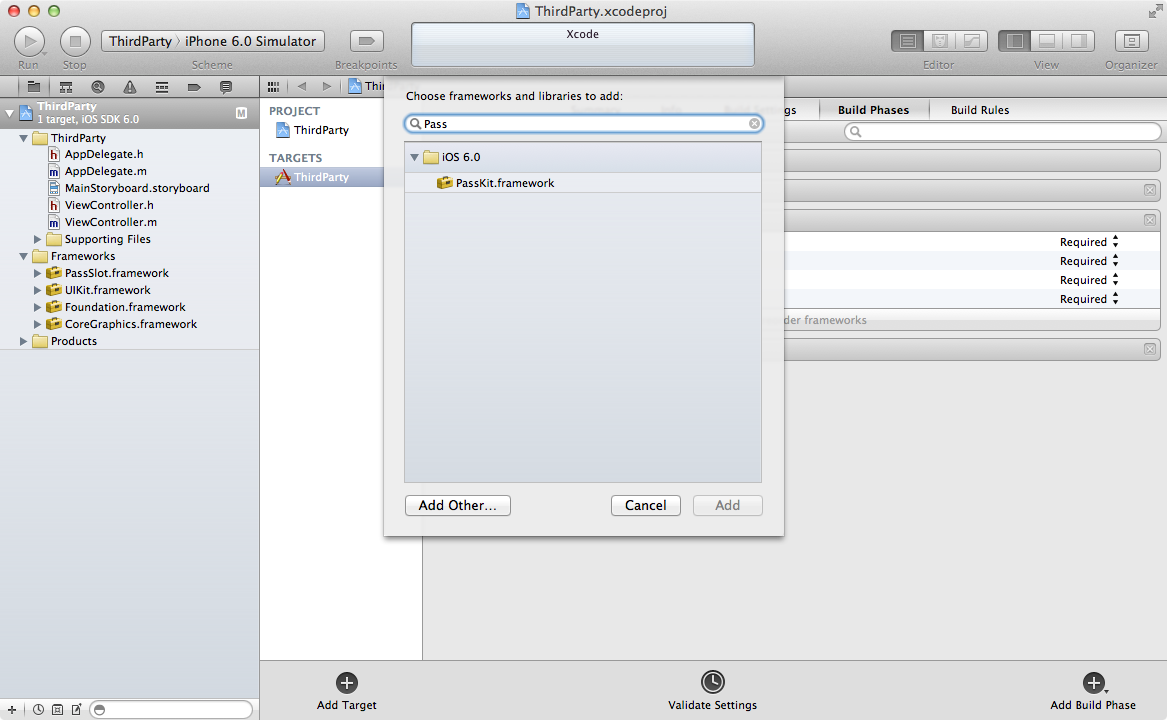 ThirdParty.xcodeproj
ThirdParty › iPhone 6.0 Simulator
Xcode
Run
Stop
Scheme
Breakpoints
Editor
View
Organizer
ThirdParty
1 target, iOS SDK 6.0
M
ThirdParty
h AppDelegate.h
m AppDelegate.m
MainStoryboard.storyboard
h ViewController.h
m ViewController.m
Supporting Files
Frameworks
PassSlot.framework
UIKit.framework
Foundation.framework
CoreGraphics.framework
Products
Thi
PROJECT
ThirdParty
TARGETS
ThirdParty
Choose frameworks and libraries to add:
Pass
iOS 6.0
PassKit.framework
Add Other...
Cancel
Add
gs
Build Phases
Build Rules
Required
Required
Required
Required
der frameworks
Add Target
Validate Settings
Add Build Phase